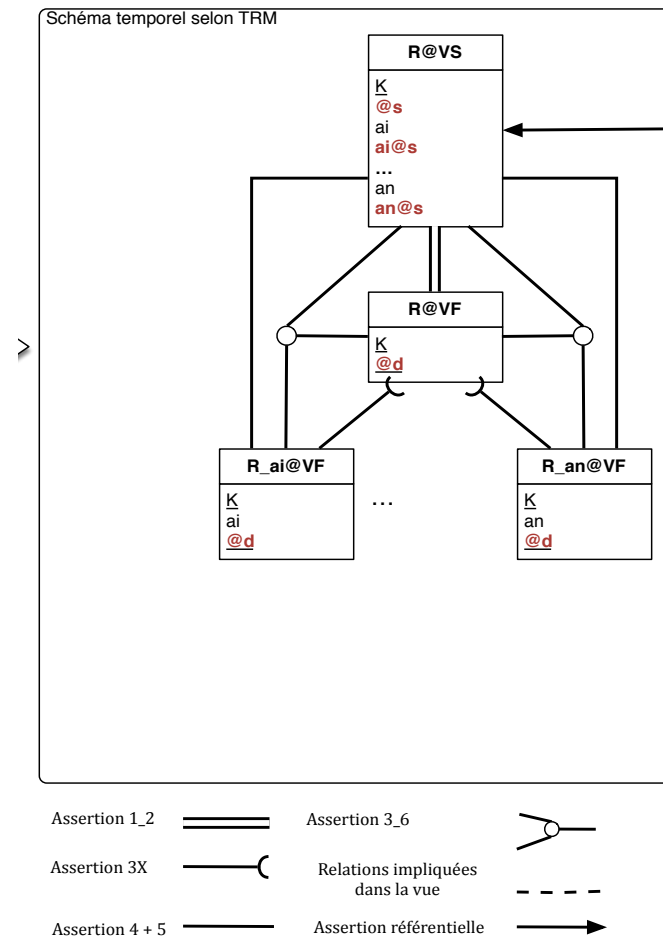 Schéma temporel selon TRM
R@VS
K
@s
ai
ai@s
...
an
an@s
R@VF
K
@d
R_ai@VF
K
ai
@d
...
R_an@VF
K
an
@d
Assertion 1_2
Assertion 3_6
Assertion 3X
Relations impliquées
dans la vue
Assertion 4 + 5
Assertion référentielle